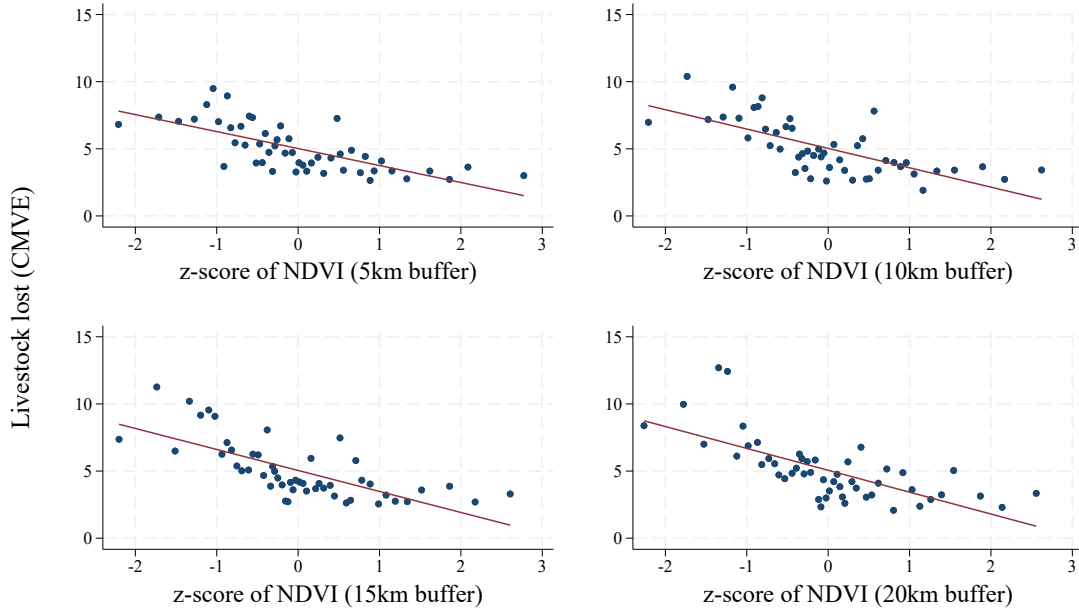 Livestock lost (CMVE)
15
10
5
0
-2 -1 0 1 2 3
z-score of NDVI (5km buffer)
15
10
5
0
-2 -1 0 1 2 3
z-score of NDVI (10km buffer)
15
10
5
0
-2 -1 0 1 2 3
z-score of NDVI (15km buffer)
15
10
5
0
-2 -1 0 1 2 3
z-score of NDVI (20km buffer)